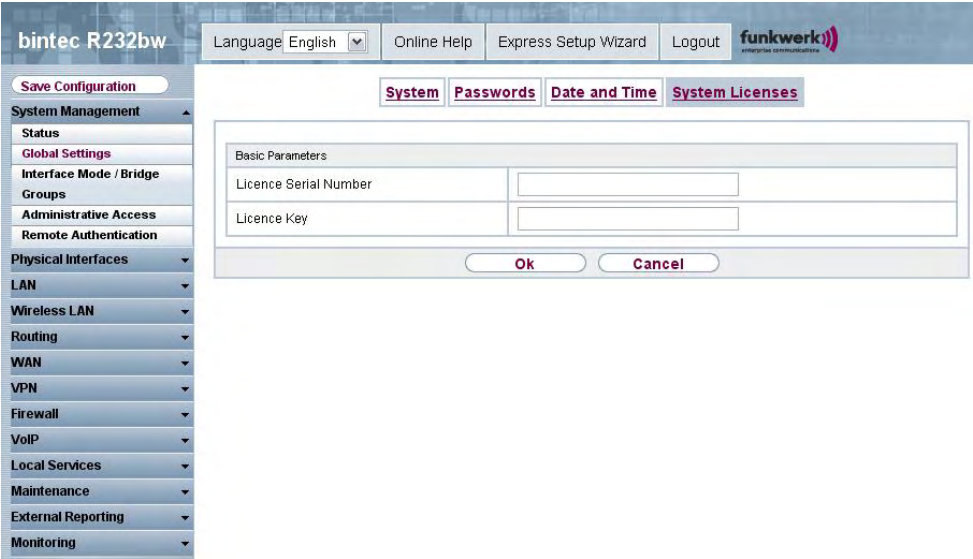 bintec R232bw
Language English Online Help Express Setup Wizard Logout funkwerk
enterprise communications
Save Configuration
System Management
Status
Global Settings
Interface Mode / Bridge
Groups
Administrative Access
Remote Authentication
Physical Interfaces
LAN
Wireless LAN
Routing
WAN
VPN
Firewall
VoIP
Local Services
Maintenance
External Reporting
Monitoring
System Passwords Date and Time System Licenses
Basic Parameters
Licence Serial Number
Licence Key
Ok Cancel